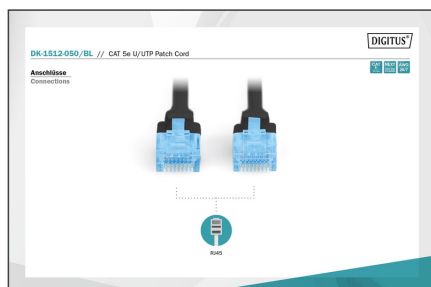 DIGITUS®
DK-1512-050/BL // CAT 5e U/UTP Patch Cord
Anschlüsse
Connections
RJ45